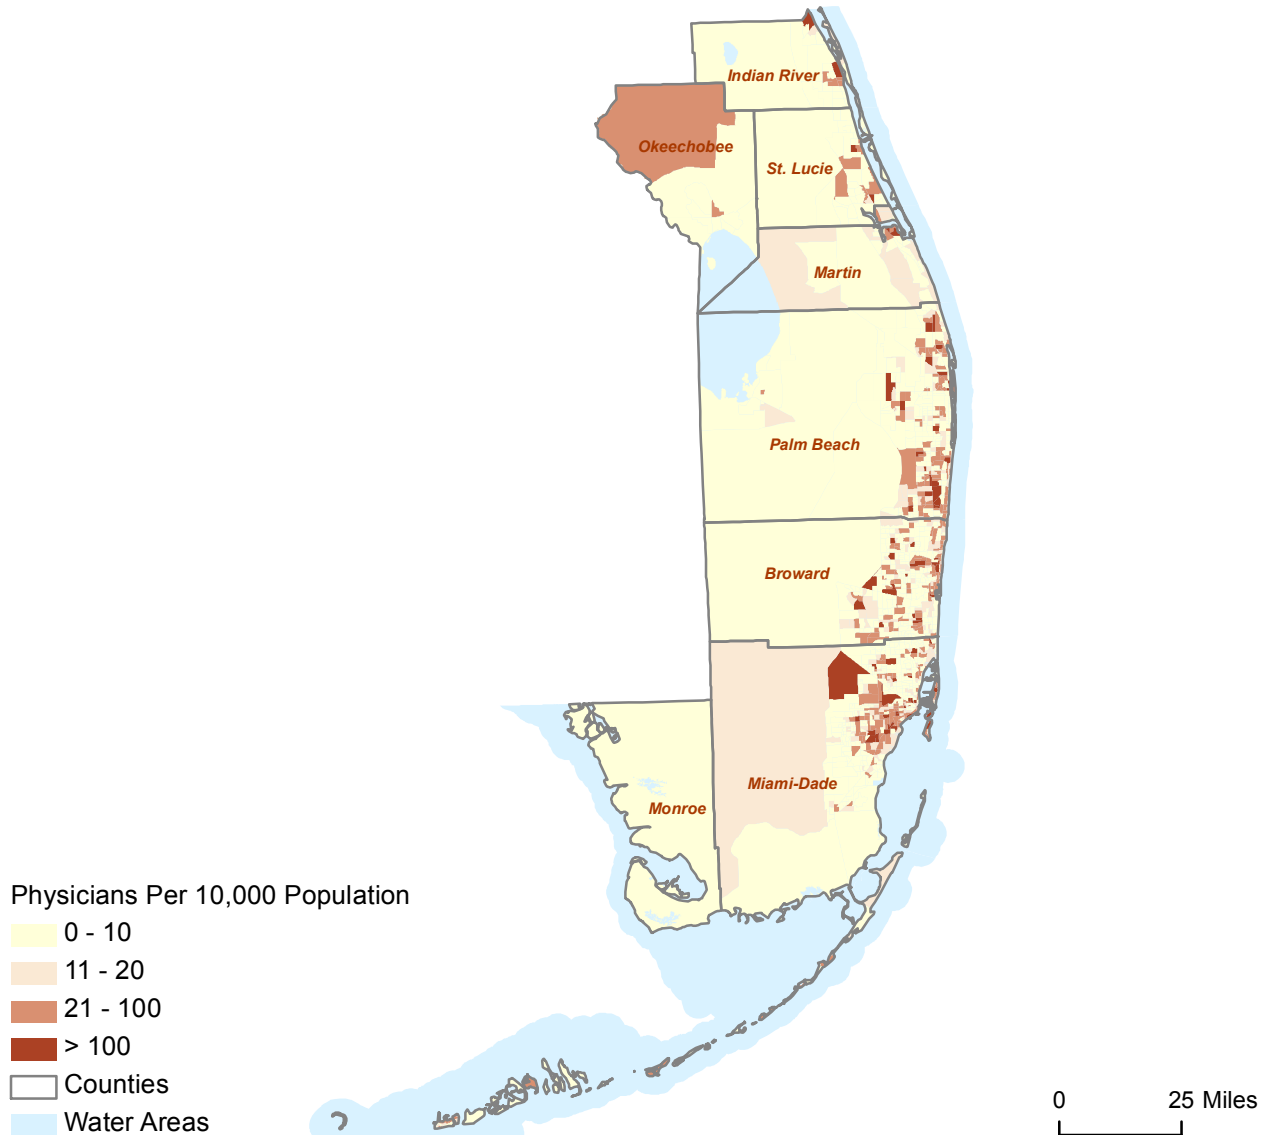 Indian River
Okeechobee
St. Lucie
Martin
Palm Beach
Broward
Miami-Dade
Monroe
Physicians Per 10,000 Population
0 - 10
11 - 20
21 - 100
> 100
Counties
Water Areas
0 25 Miles